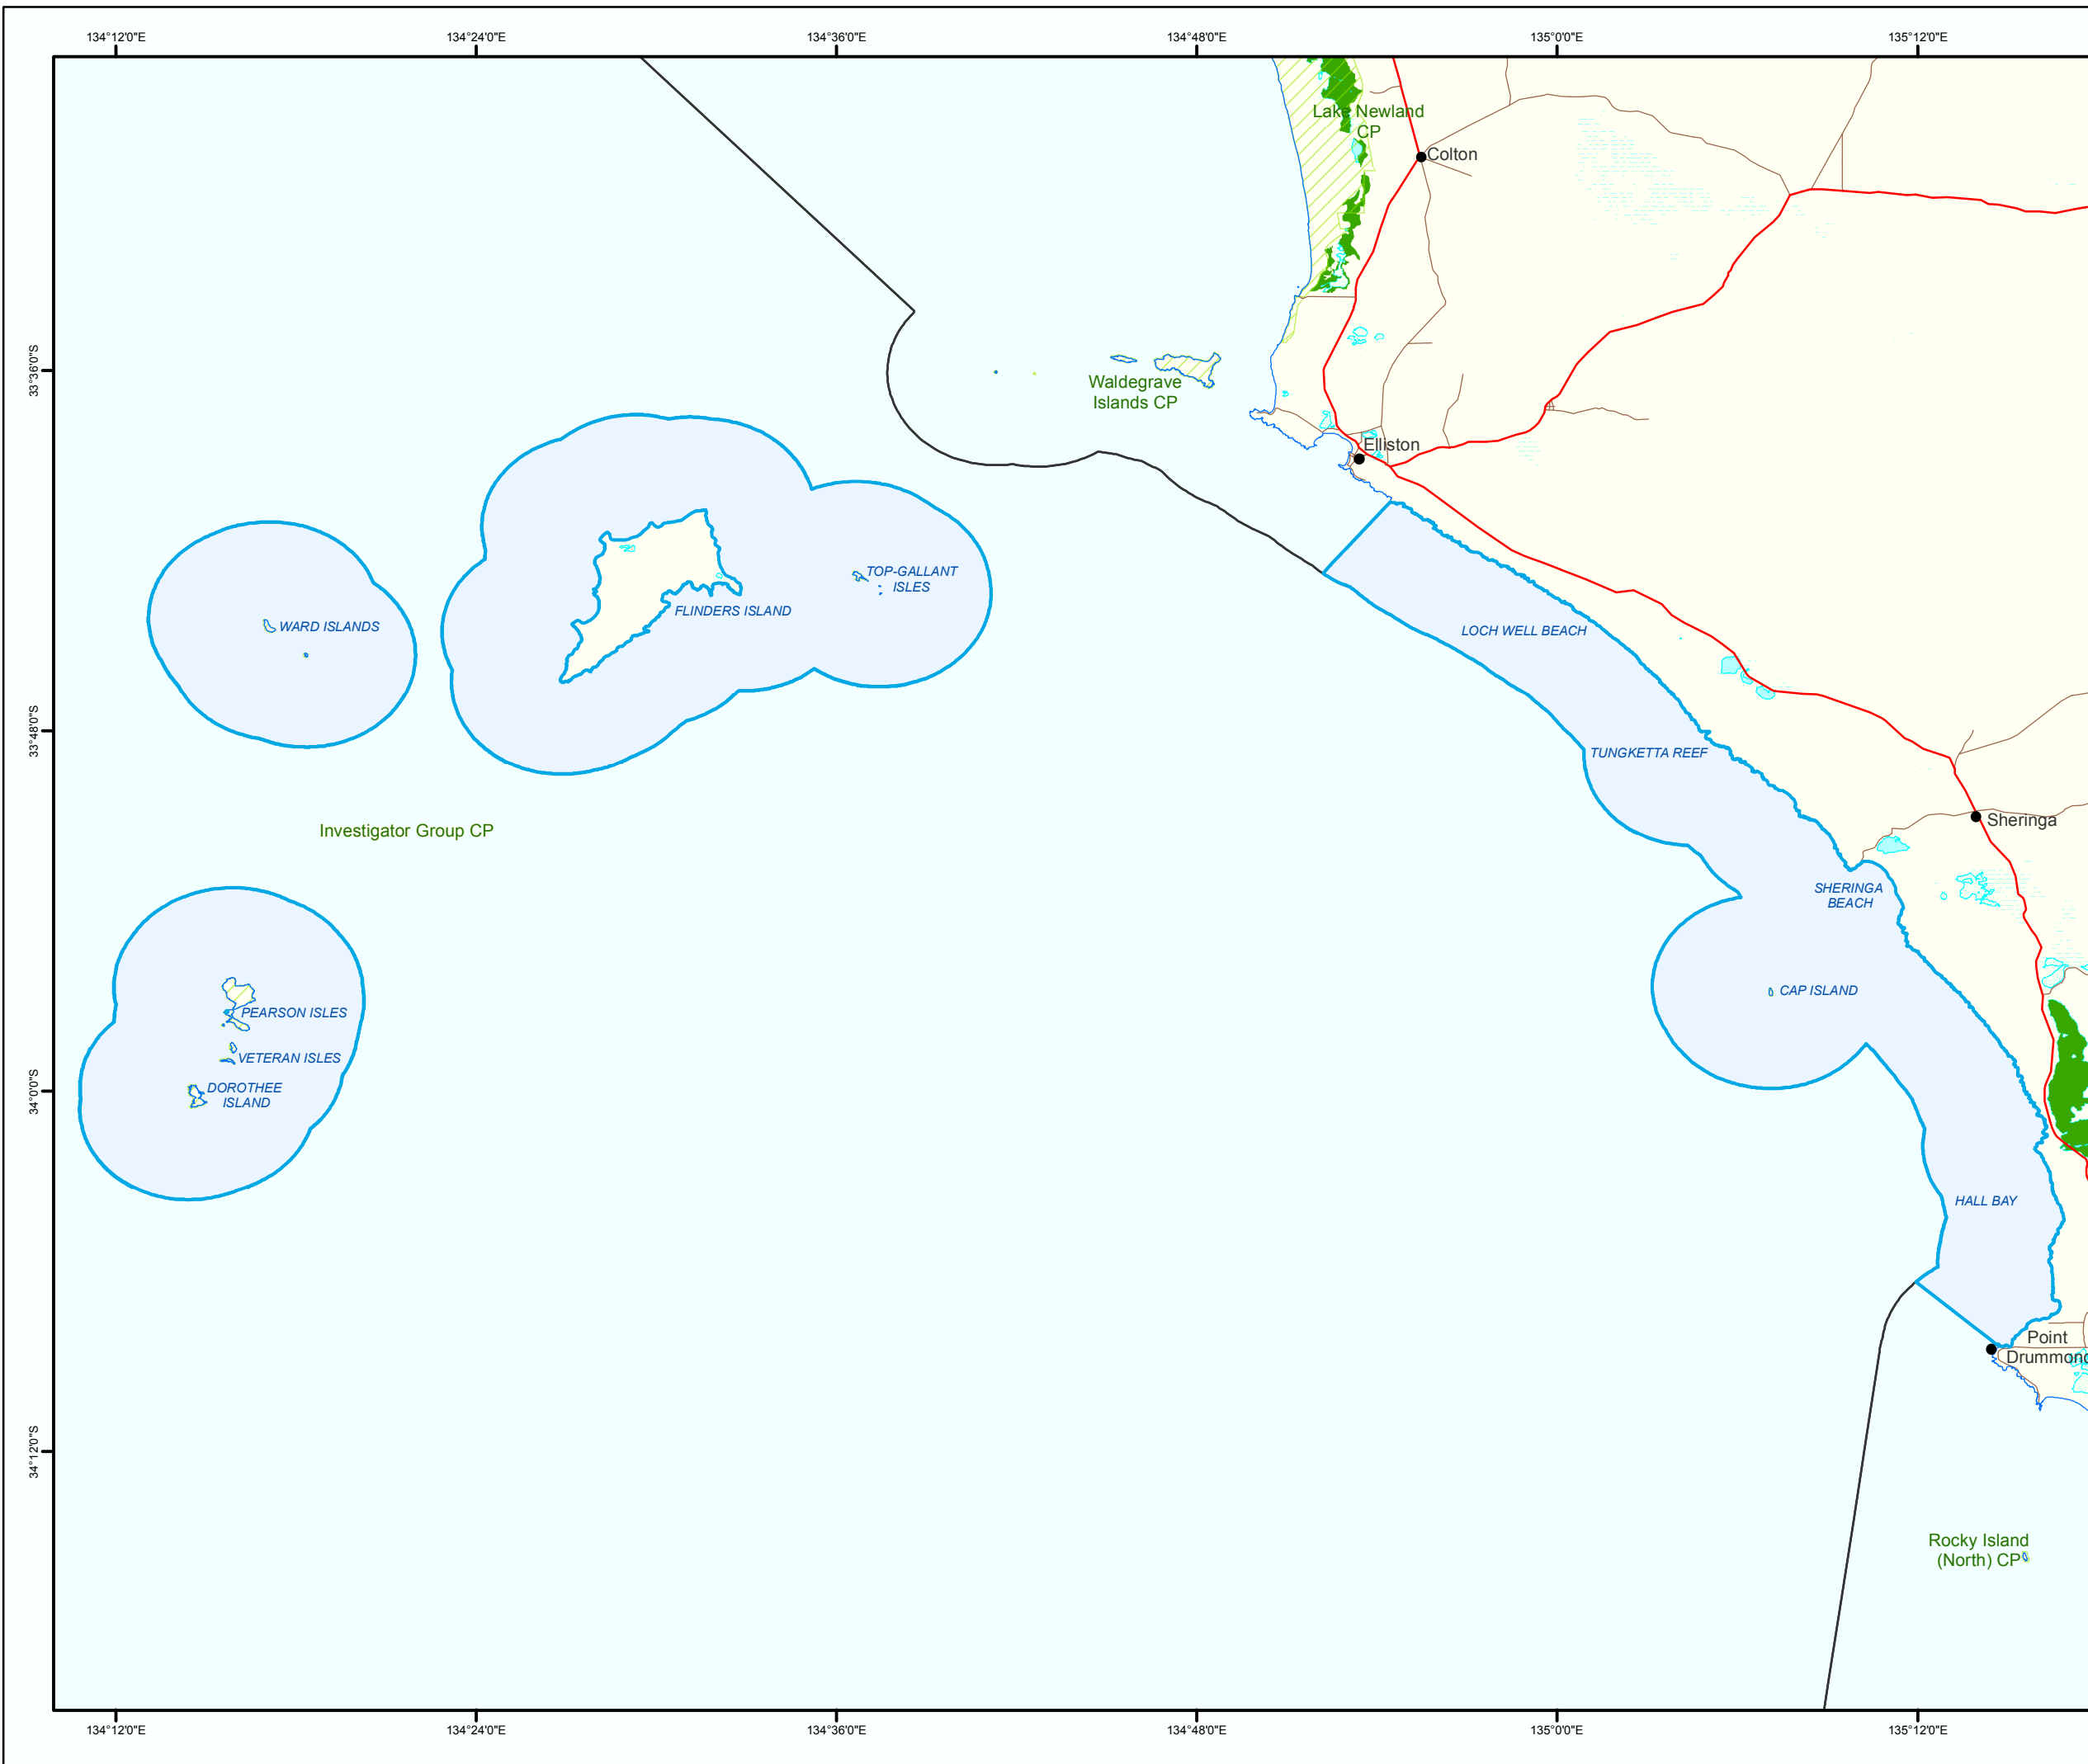 134°12'0"E
134°24'0"E
134°36'0"E
134°48'0"E
135°0'0"E
135°12'0"E
Lake Newland
CP
Colton
33°36'0"S
Waldegrave
Islands CP
Elliston
TOP-GALLANT
ISLES
FLINDERS ISLAND
WARD ISLANDS
LOCH WELL BEACH
33°48'0"S
TUNGKETTA REEF
Investigator Group CP
Sheringa
SHERINGA
BEACH
CAP ISLAND
PEARSON ISLES
VETERAN ISLES
DOROTHEE
ISLAND
34°0'0"S
HALL BAY
Point
Drummond
34°12'0"S
Rocky Island
(North) CP
134°12'0"E
134°24'0"E
134°36'0"E
134°48'0"E
135°0'0"E
135°12'0"E